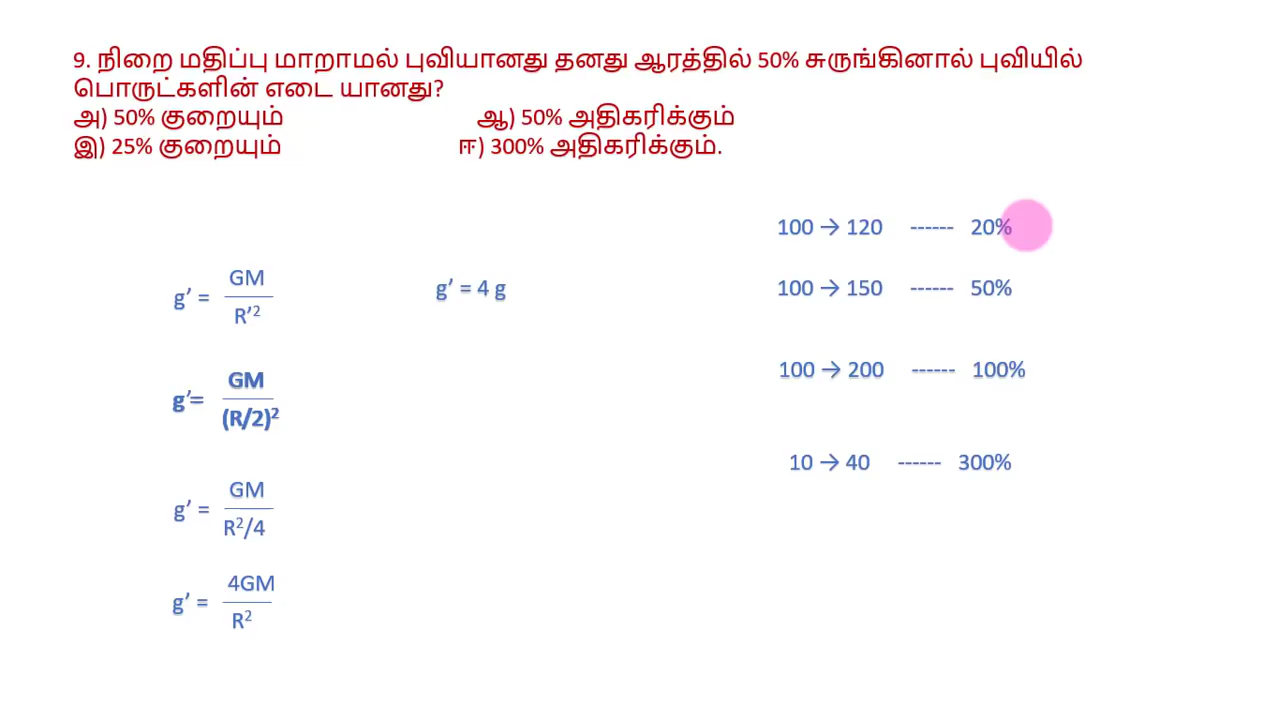 9. நிறை மதிப்பு மாறாமல் புவியானது தனது ஆரத்தில் 50% சுருங்கினால் புவியில்
பொருட்களின் எடை யானது?
அ) 50% குறையும் ஆ) 50% அதிகரிக்கும்
இ) 25% குறையும் ஈ) 300% அதிகரிக்கும்.
g’ = GM / R’²
g’= GM / (R/2)²
g’ = GM / R²/4
g’ = 4GM / R²
g’ = 4 g
100 → 120 ------ 20%
100 → 150 ------ 50%
100 → 200 ------ 100%
10 → 40 ------ 300%